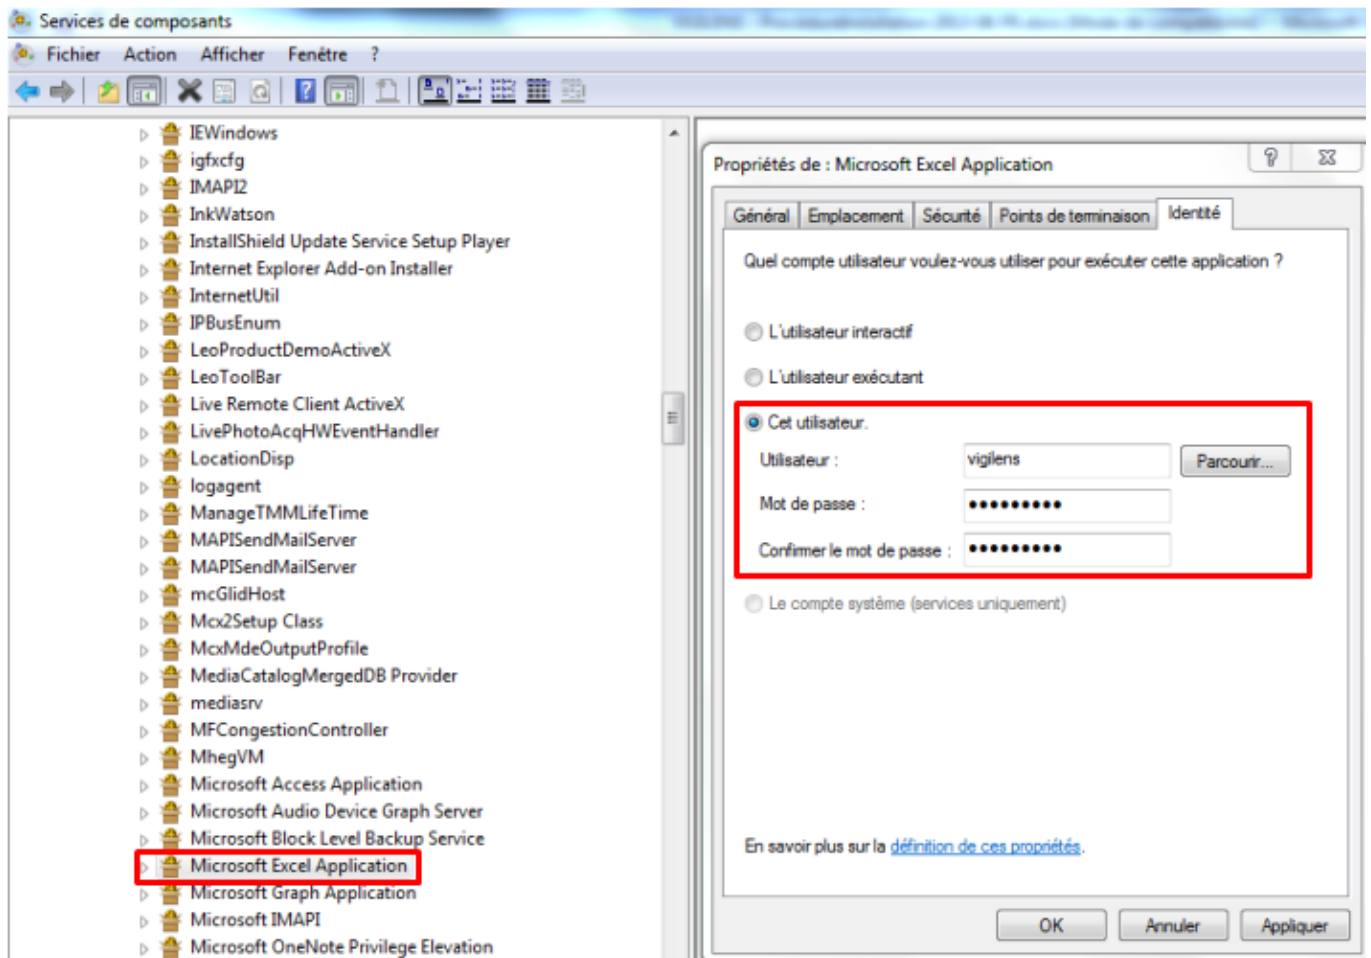 Services de composants
Fichier Action Afficher Fenêtre ?
IEWindows
igfxcfg
IMAPI2
InkWatson
InstallShield Update Service Setup Player
Internet Explorer Add-on Installer
InternetUtil
IPBusEnum
LeoProductDemoActiveX
LeoToolBar
Live Remote Client ActiveX
LivePhotoAcqHWEventHandler
LocationDisp
logagent
ManageTMMLifeTime
MAPISendMailServer
MAPISendMailServer
mcGlidHost
Mcx2Setup Class
McxMdeOutputProfile
MediaCatalogMergedDB Provider
mediasrv
MFCongestionController
MhegVM
Microsoft Access Application
Microsoft Audio Device Graph Server
Microsoft Block Level Backup Service
Microsoft Excel Application
Microsoft Graph Application
Microsoft IMAPI
Microsoft OneNote Privilege Elevation
Propriétés de : Microsoft Excel Application
Général Emplacement Sécurité Points de terminaison Identité
Quel compte utilisateur voulez-vous utiliser pour exécuter cette application ?
L'utilisateur interactif
L'utilisateur exécutant
Cet utilisateur.
Utilisateur : vigilens Parcourir...
Mot de passe : •••••••••
Confirmer le mot de passe : •••••••••
Le compte système (services uniquement)
En savoir plus sur la définition de ces propriétés.
OK Annuler Appliquer